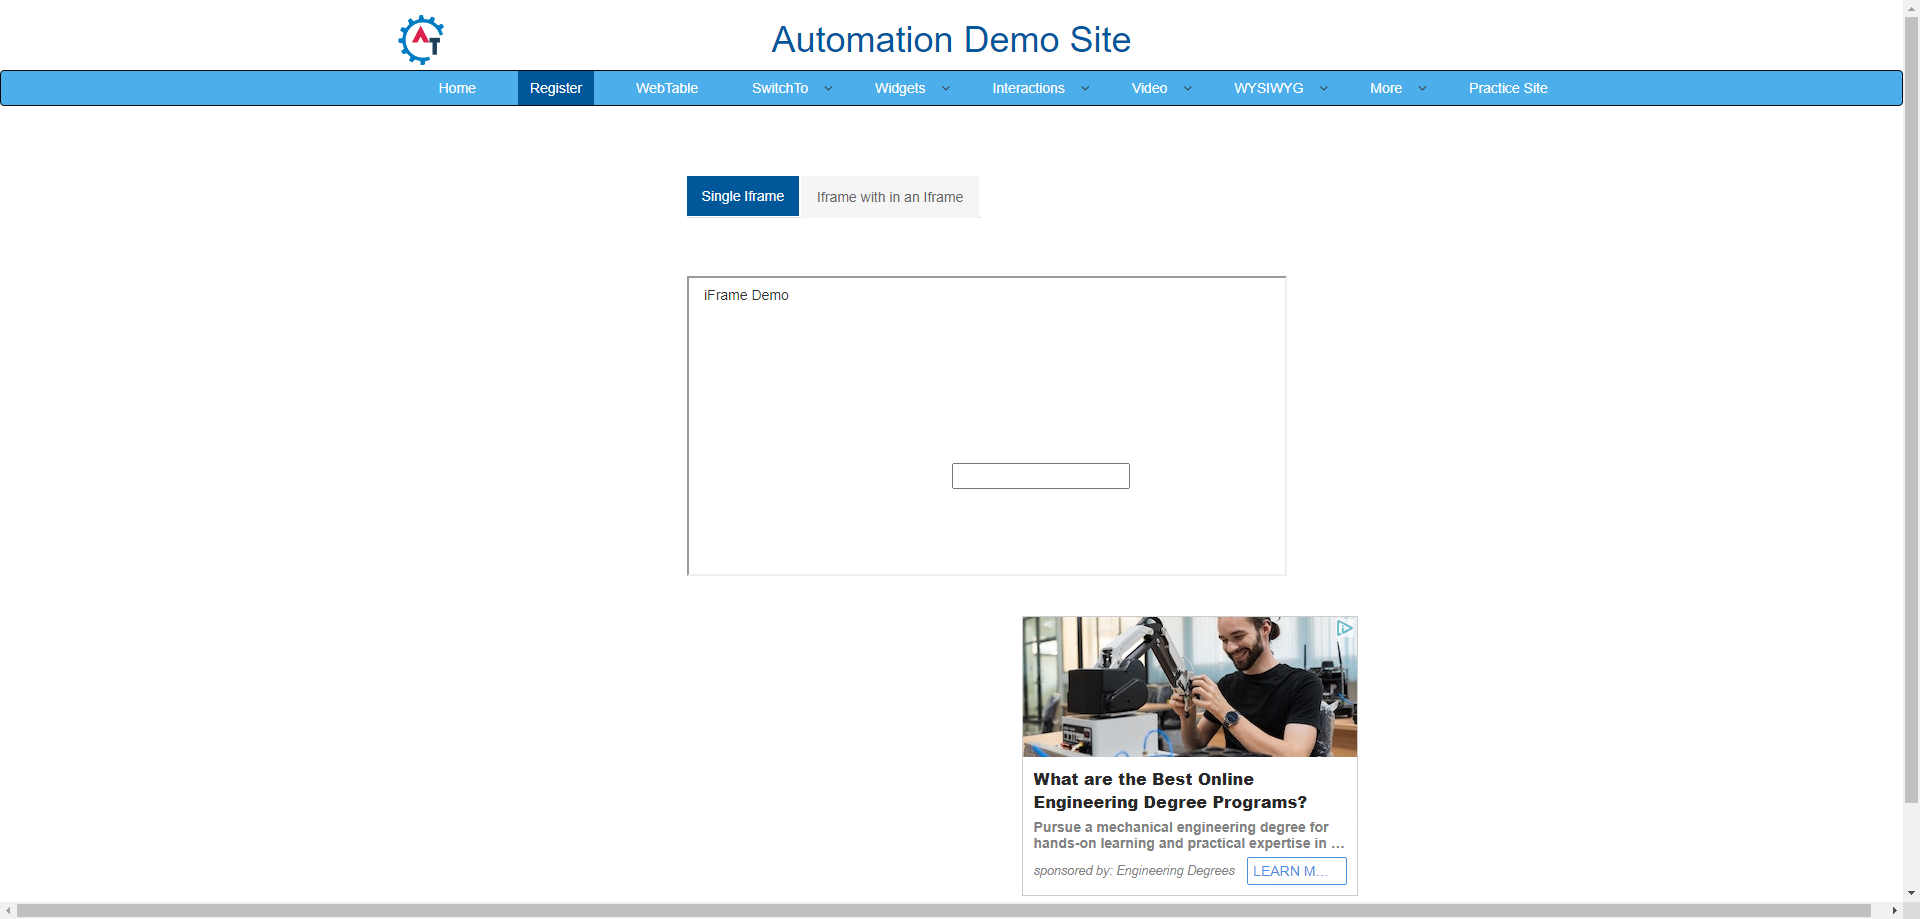 AT
Automation Demo Site
Home Register WebTable SwitchTo Widgets Interactions Video WYSIWYG More Practice Site
Single Iframe Iframe with in an Iframe
iFrame Demo
What are the Best Online
Engineering Degree Programs?
Pursue a mechanical engineering degree for
hands-on learning and practical expertise in ...
sponsored by: Engineering Degrees LEARN M...